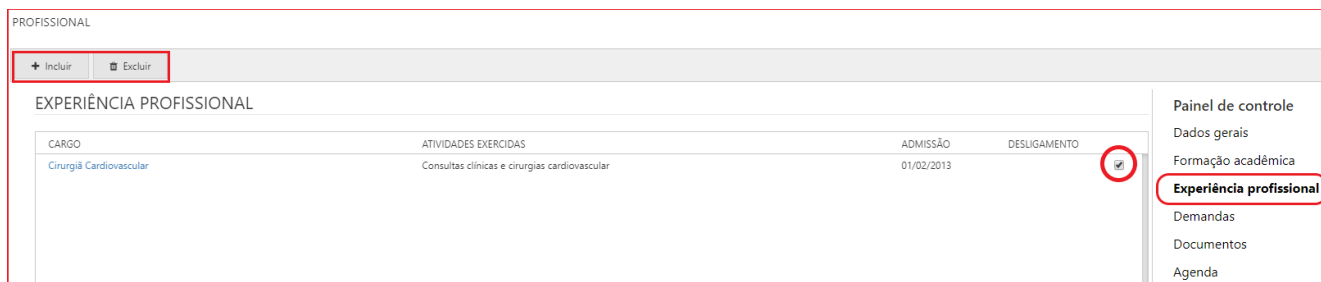 PROFISSIONAL
Incluir Excluir
EXPERIÊNCIA PROFISSIONAL
CARGO ATIVIDADES EXERCIDAS ADMISSÃO DESLIGAMENTO
Cirurgiã Cardiovascular Consultas clínicas e cirurgias cardiovascular 01/02/2013
Painel de controle
Dados gerais
Formação acadêmica
Experiência profissional
Demandas
Documentos
Agenda